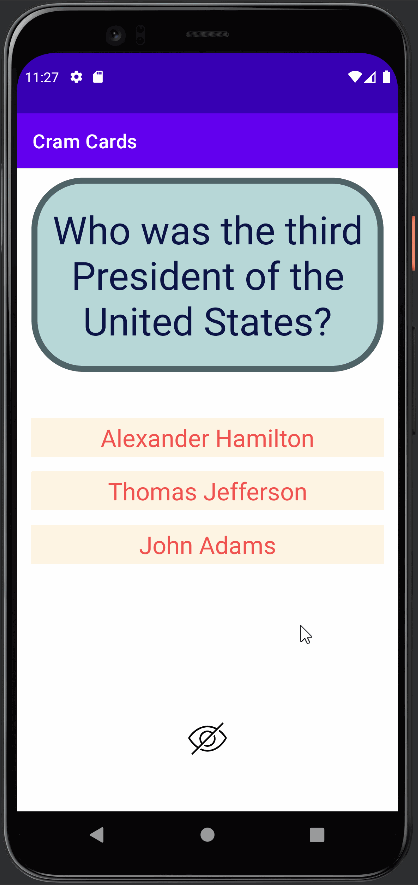 11:27
Cram Cards
Who was the third
President of the
United States?
Alexander Hamilton
Thomas Jefferson
John Adams